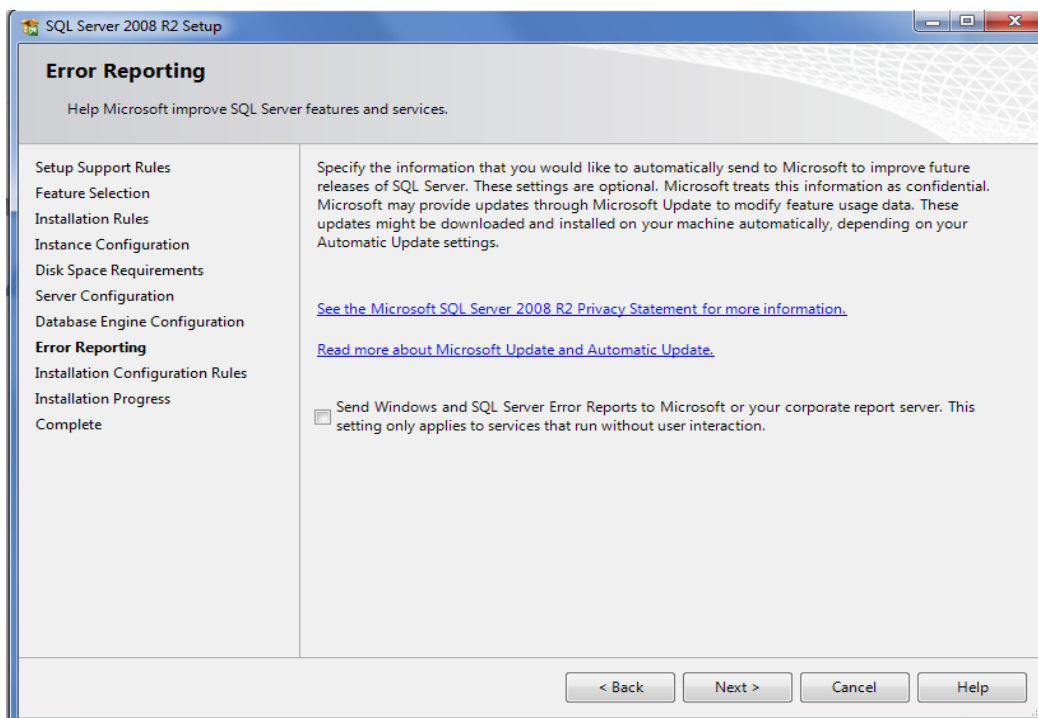 SQL Server 2008 R2 Setup
Error Reporting
Help Microsoft improve SQL Server features and services.
Setup Support Rules
Feature Selection
Installation Rules
Instance Configuration
Disk Space Requirements
Server Configuration
Database Engine Configuration
Error Reporting
Installation Configuration Rules
Installation Progress
Complete
Specify the information that you would like to automatically send to Microsoft to improve future
releases of SQL Server. These settings are optional. Microsoft treats this information as confidential.
Microsoft may provide updates through Microsoft Update to modify feature usage data. These
updates might be downloaded and installed on your machine automatically, depending on your
Automatic Update settings.
See the Microsoft SQL Server 2008 R2 Privacy Statement for more information.
Read more about Microsoft Update and Automatic Update.
Send Windows and SQL Server Error Reports to Microsoft or your corporate report server. This
setting only applies to services that run without user interaction.
< Back
Next >
Cancel
Help